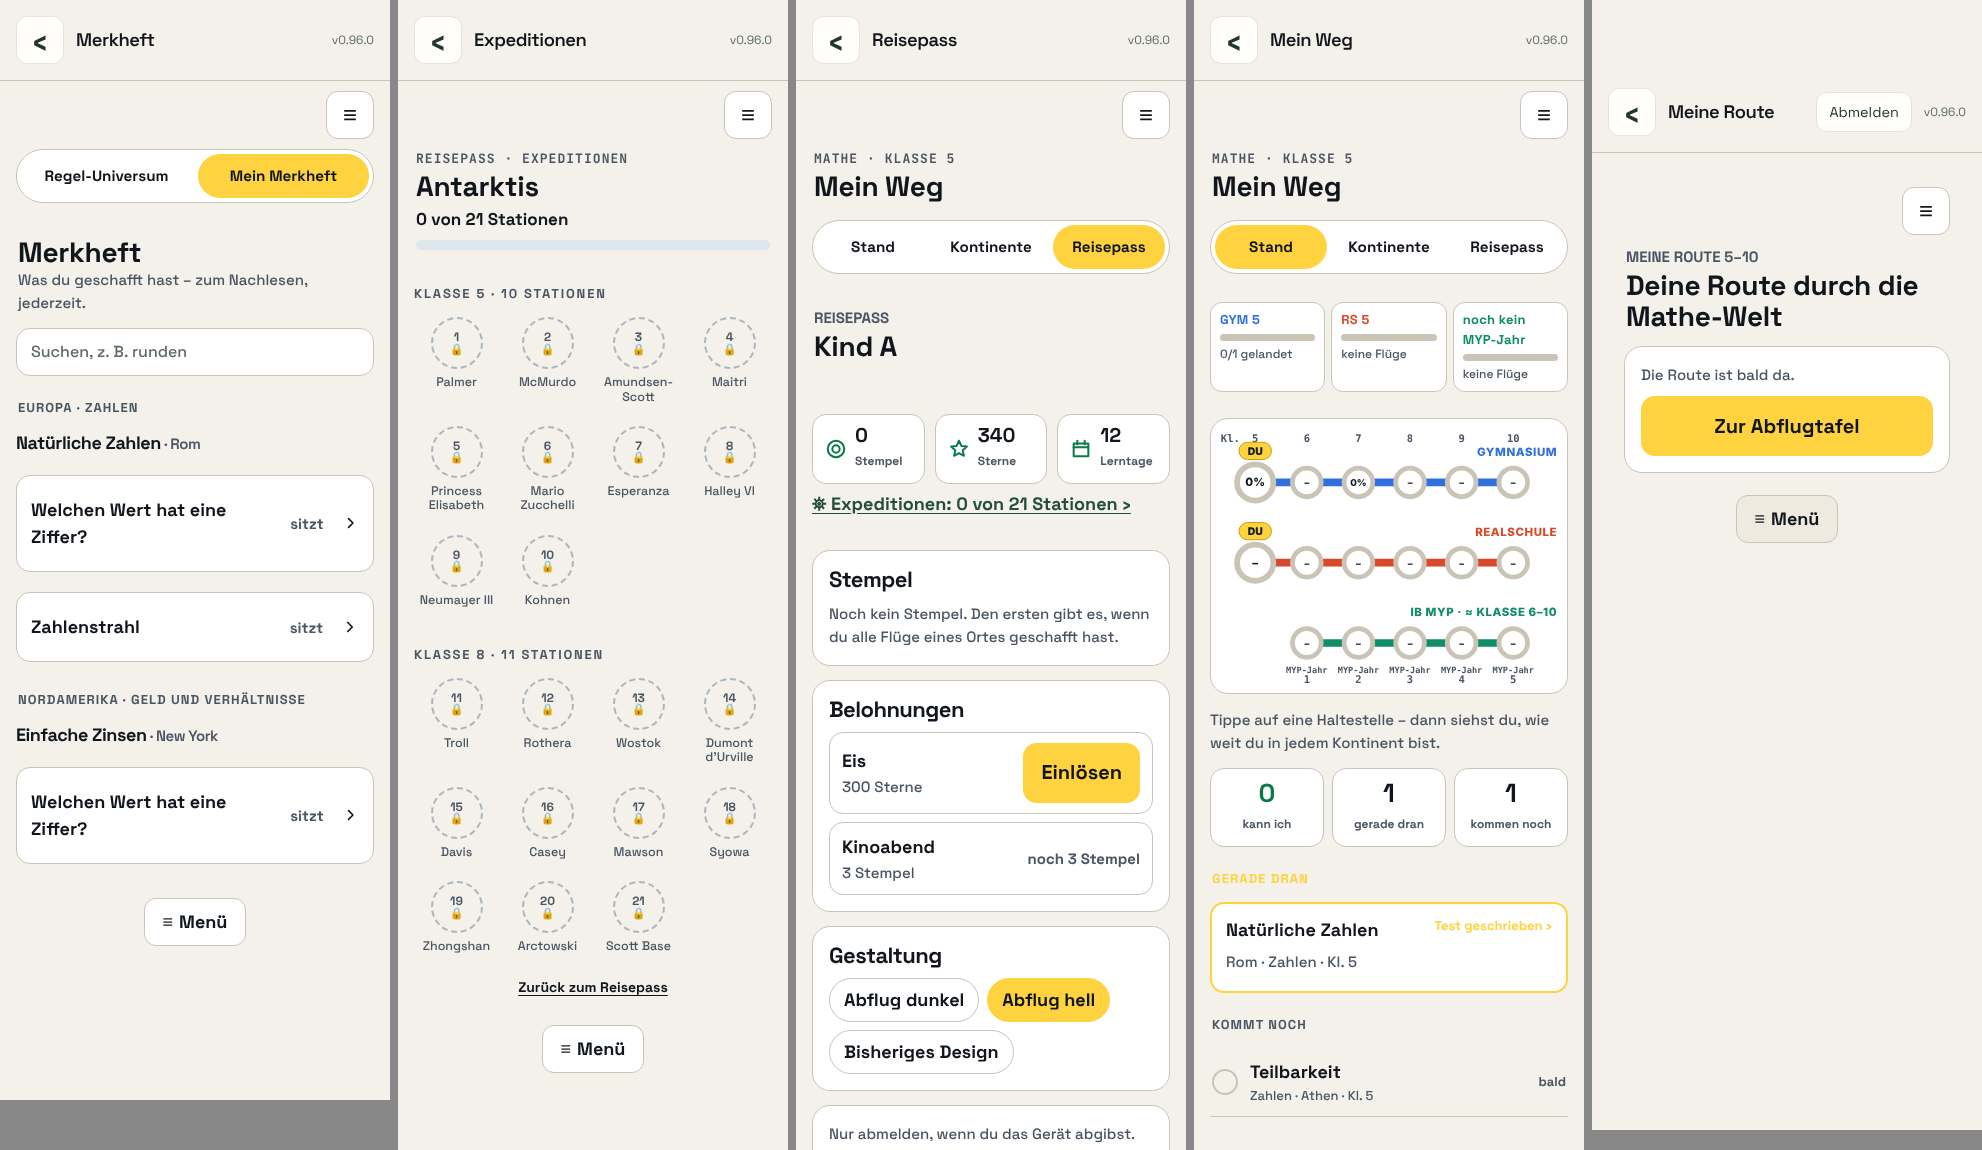 < Merkheft v0.96.0
≡
Regel-Universum Mein Merkheft
Merkheft
Was du geschafft hast – zum Nachlesen,
jederzeit.
Suchen, z. B. runden
EUROPA · ZAHLEN
Natürliche Zahlen · Rom
Welchen Wert hat eine
Ziffer?
sitzt >
Zahlenstrahl sitzt >
NORDAMERIKA · GELD UND VERHÄLTNISSE
Einfache Zinsen · New York
Welchen Wert hat eine
Ziffer?
sitzt >
≡ Menü
< Expeditionen v0.96.0
≡
REISEPASS · EXPEDITIONEN
Antarktis
0 von 21 Stationen
KLASSE 5 · 10 STATIONEN
1 2 3 4
Palmer McMurdo Amundsen-
Scott Maitri
5 6 7 8
Princess
Elisabeth Mario
Zucchelli Esperanza Halley VI
9 10
Neumayer III Kohnen
KLASSE 8 · 11 STATIONEN
11 12 13 14
Troll Rothera Wostok Dumont
d'Urville
15 16 17 18
Davis Casey Mawson Syowa
19 20 21
Zhongshan Arctowski Scott Base
Zurück zum Reisepass
≡ Menü
< Reisepass v0.96.0
≡
MATHE · KLASSE 5
Mein Weg
Stand Kontinente Reisepass
REISEPASS
Kind A
0 340 12
Stempel Sterne Lerntage
Expeditionen: 0 von 21 Stationen >
Stempel
Noch kein Stempel. Den ersten gibt es, wenn
du alle Flüge eines Ortes geschafft hast.
Belohnungen
Eis
300 Sterne
Einlösen
Kinoabend
3 Stempel
noch 3 Stempel
Gestaltung
Abflug dunkel Abflug hell
Bisheriges Design
Nur abmelden, wenn du das Gerät abgibst.
< Mein Weg v0.96.0
≡
MATHE · KLASSE 5
Mein Weg
Stand Kontinente Reisepass
GYM 5
0/1 gelandet
RS 5
keine Flüge
noch kein
MYP-Jahr
keine Flüge
Kl. 5 6 7 8 9 10
DU GYMNASIUM
0% – 0% – – –
DU REALSCHULE
– – – – – –
IB MYP · ≈ KLASSE 6–10
– – – – –
MYP-Jahr MYP-Jahr MYP-Jahr MYP-Jahr MYP-Jahr
1 2 3 4 5
Tippe auf eine Haltestelle – dann siehst du, wie
weit du in jedem Kontinent bist.
0 1 1
kann ich gerade dran kommen noch
GERADE DRAN
Natürliche Zahlen Test geschrieben >
Rom · Zahlen · Kl. 5
KOMMT NOCH
Teilbarkeit bald
Zahlen · Athen · Kl. 5
< Meine Route Abmelden v0.96.0
≡
MEINE ROUTE 5–10
Deine Route durch die
Mathe-Welt
Die Route ist bald da.
Zur Abflugtafel
≡ Menü